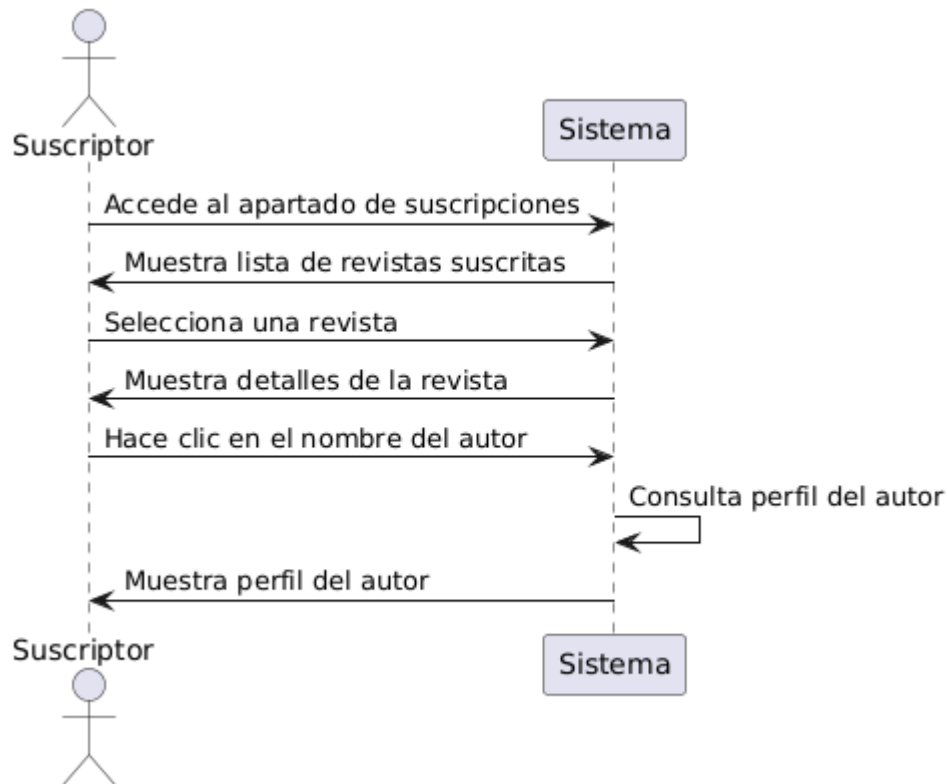 Suscriptor
Sistema
Accede al apartado de suscripciones
Muestra lista de revistas suscritas
Selecciona una revista
Muestra detalles de la revista
Hace clic en el nombre del autor
Consulta perfil del autor
Muestra perfil del autor
Suscriptor
Sistema